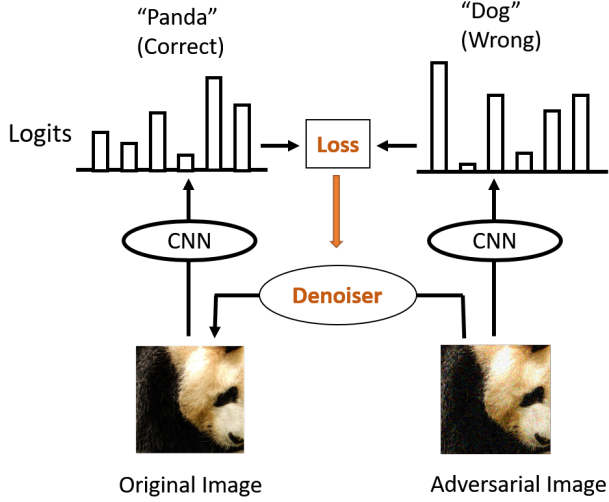 “Panda”
(Correct)
“Dog”
(Wrong)
Logits
Loss
CNN
CNN
Denoiser
Original Image
Adversarial Image